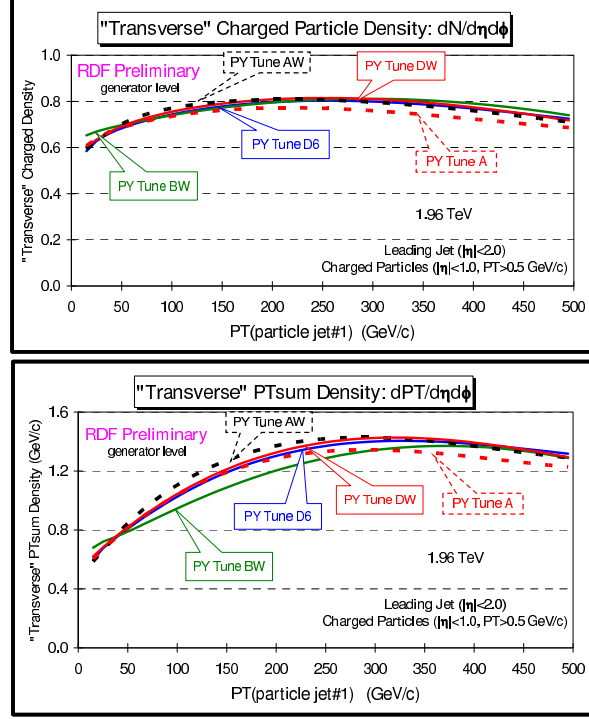 "Transverse" Charged Particle Density: dN/dηdϕ
1.0
0.8
0.6
0.4
0.2
0.0
"Transverse" Charged Density
RDF Preliminary
generator level
PY Tune AW
PY Tune DW
PY Tune BW
PY Tune D6
PY Tune A
1.96 TeV
Leading Jet (|η|<2.0)
Charged Particles (|η|<1.0, PT>0.5 GeV/c)
0 50 100 150 200 250 300 350 400 450 500
PT(particle jet#1) (GeV/c)
"Transverse" PTsum Density: dPT/dηdϕ
1.6
1.2
0.8
0.4
0.0
"Transverse" PTsum Density (GeV/c)
RDF Preliminary
generator level
PY Tune AW
PY Tune BW
PY Tune D6
PY Tune DW
PY Tune A
1.96 TeV
Leading Jet (|η|<2.0)
Charged Particles (|η|<1.0, PT>0.5 GeV/c)
0 50 100 150 200 250 300 350 400 450 500
PT(particle jet#1) (GeV/c)